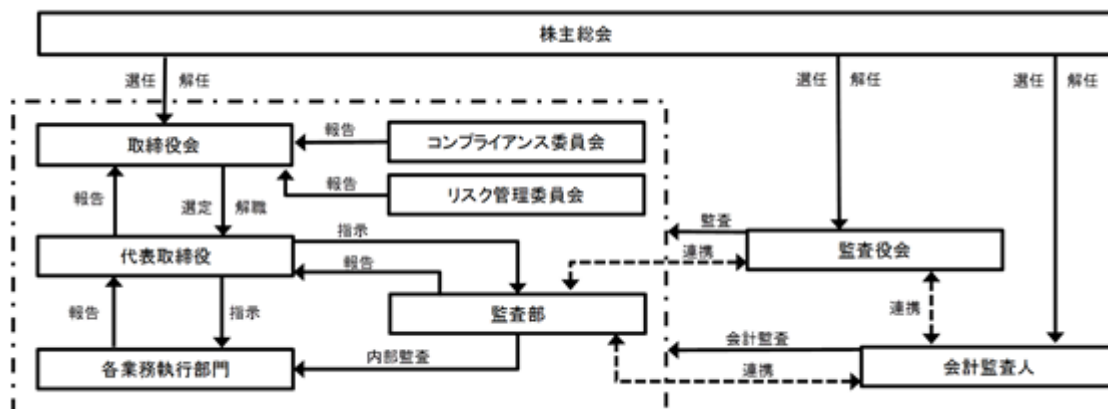 株主総会
選任 解任
選任 解任
選任 解任
取締役会
報告
コンプライアンス委員会
報告
リスク管理委員会
報告
選定 解職
指示
監査
監査役会
代表取締役
報告
連携
報告
指示
監査部
連携
各業務執行部門
内部監査
会計監査
会計監査人
連携